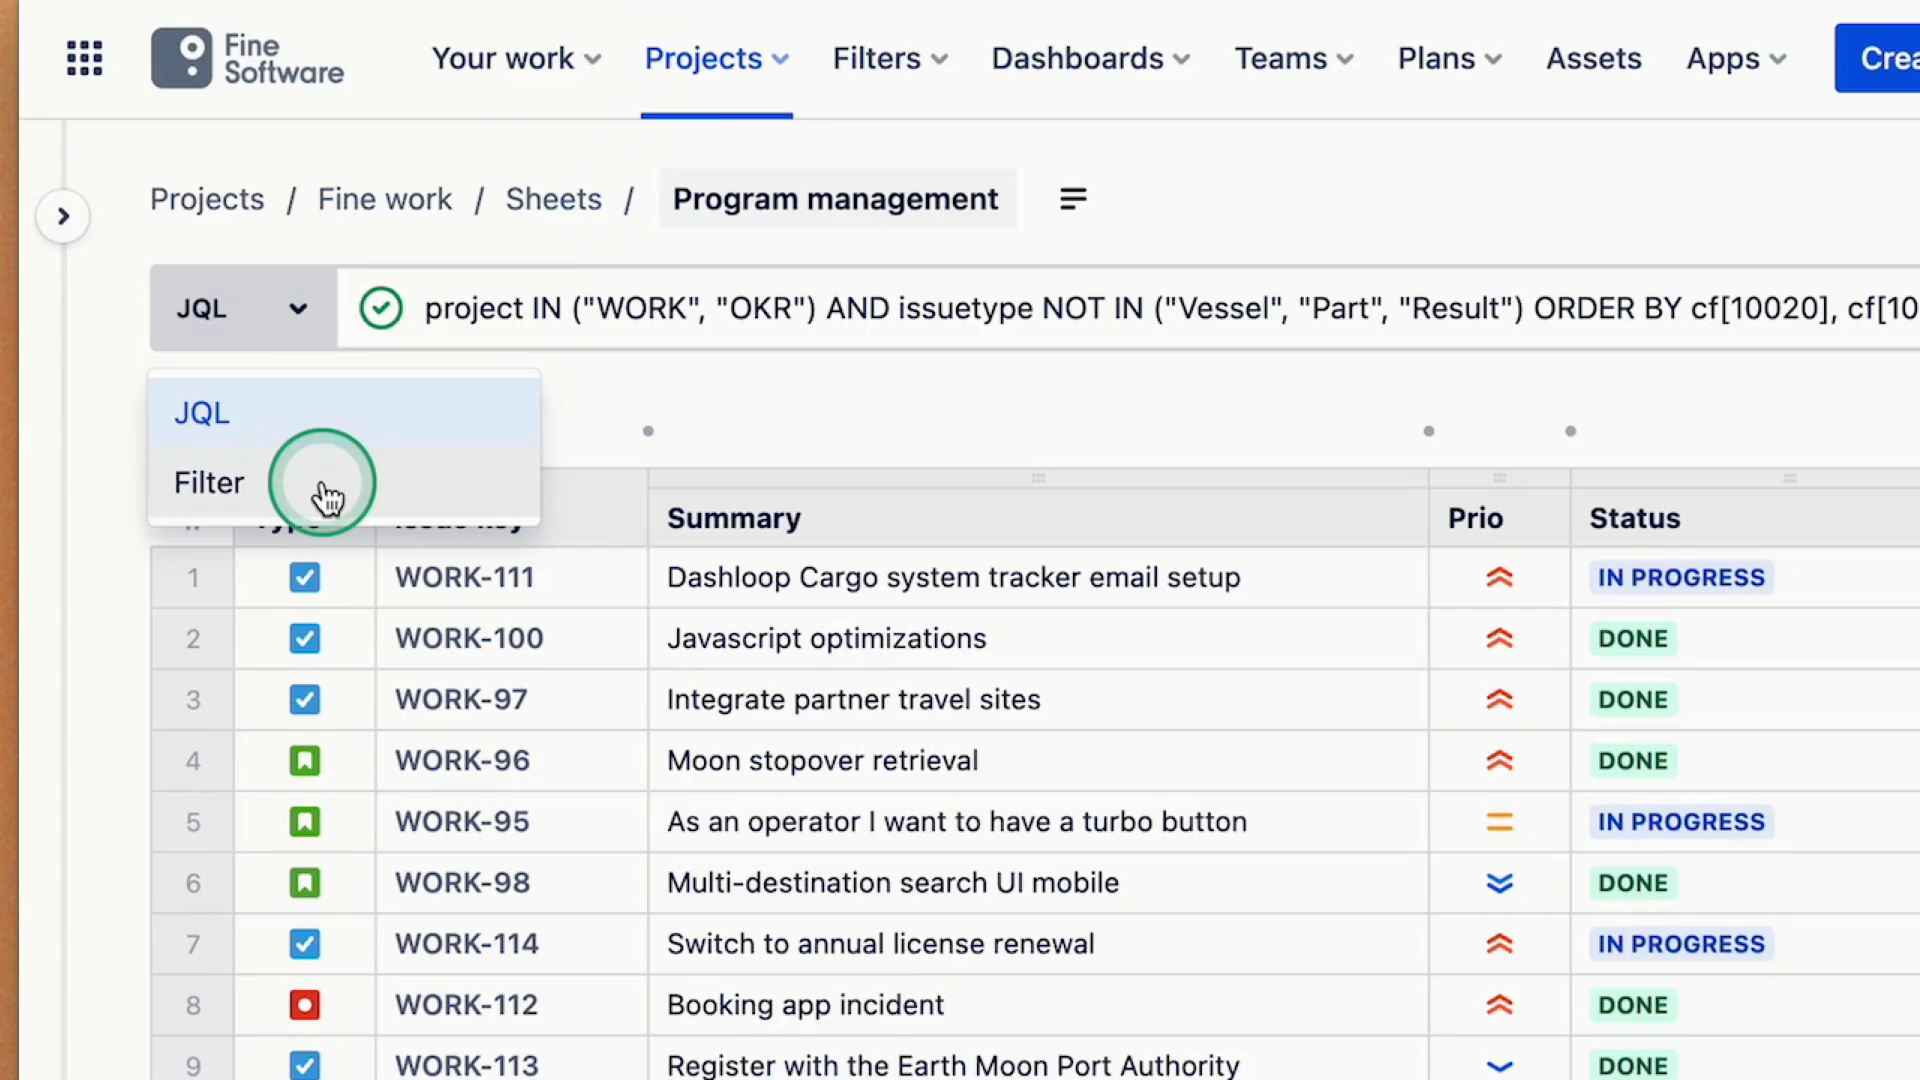 Fine
Software
Your work
Projects
Filters
Dashboards
Teams
Plans
Assets
Apps
Projects / Fine work / Sheets / Program management
JQL
project IN ("WORK", "OKR") AND issuetype NOT IN ("Vessel", "Part", "Result") ORDER BY cf[10020], cf[10
JQL
Filter
Summary Prio Status
1 WORK-111 Dashloop Cargo system tracker email setup IN PROGRESS
2 WORK-100 Javascript optimizations DONE
3 WORK-97 Integrate partner travel sites DONE
4 WORK-96 Moon stopover retrieval DONE
5 WORK-95 As an operator I want to have a turbo button IN PROGRESS
6 WORK-98 Multi-destination search UI mobile DONE
7 WORK-114 Switch to annual license renewal IN PROGRESS
8 WORK-112 Booking app incident DONE
9 WORK-113 Register with the Earth Moon Port Authority DONE